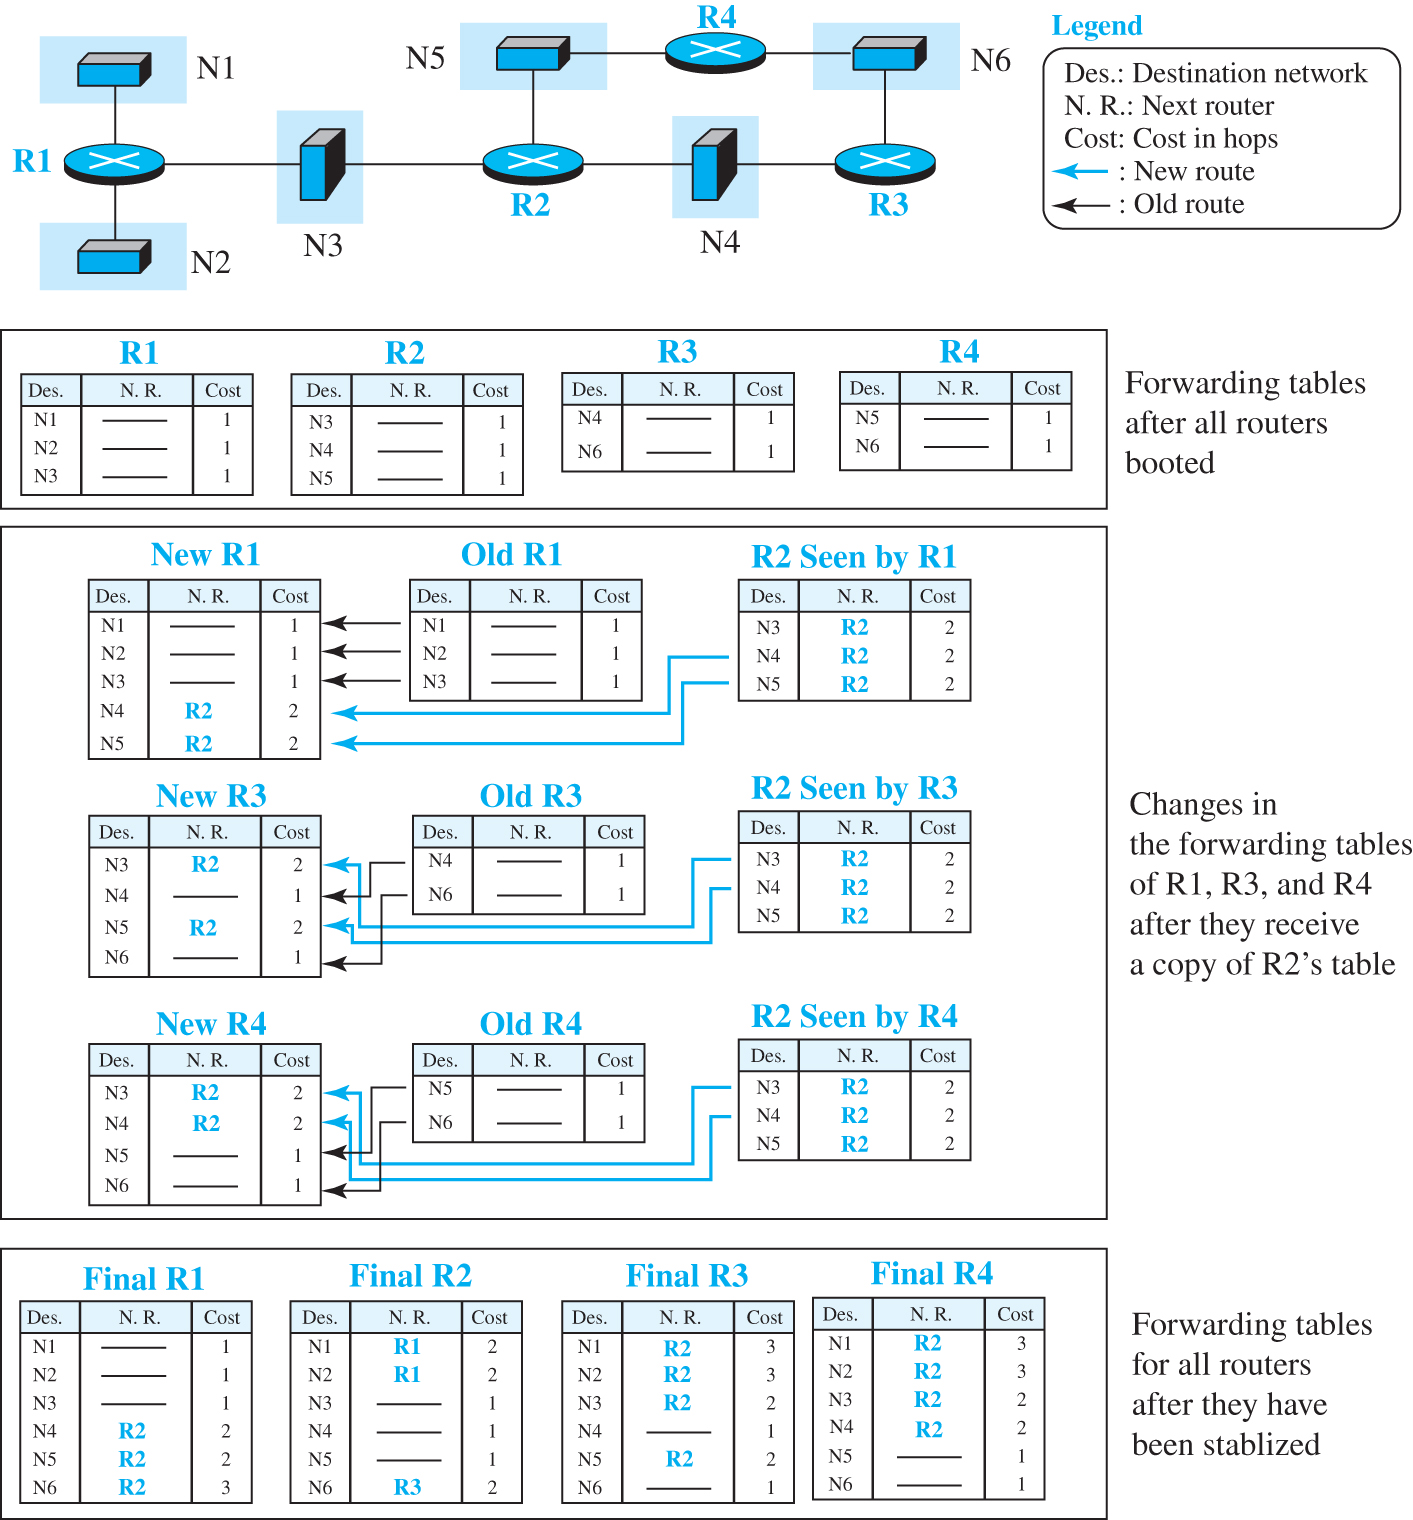 R4
Legend
N1
N5
N6
Des.: Destination network
N. R.: Next router
Cost: Cost in hops
: New route
: Old route
R1
R2
R3
N2
N3
N4
R1 R2 R3 R4
Des. N. R. Cost Des. N. R. Cost Des. N. R. Cost Des. N. R. Cost
N1 1 N3 1 N4 1 N5 1
N2 1 N4 1 N6 1 N6 1
N3 1 N5 1
Forwarding tables
after all routers
booted
New R1 Old R1 R2 Seen by R1
Des. N. R. Cost Des. N. R. Cost Des. N. R. Cost
N1 1 N1 1 N3 R2 2
N2 1 N2 1 N4 R2 2
N3 1 N3 1 N5 R2 2
N4 R2 2
N5 R2 2
New R3 Old R3 R2 Seen by R3
Des. N. R. Cost Des. N. R. Cost Des. N. R. Cost
N3 R2 2 N4 1 N3 R2 2
N4 1 N6 1 N4 R2 2
N5 R2 2 N5 R2 2
N6 1
New R4 Old R4 R2 Seen by R4
Des. N. R. Cost Des. N. R. Cost Des. N. R. Cost
N3 R2 2 N5 1 N3 R2 2
N4 R2 2 N6 1 N4 R2 2
N5 1 N5 R2 2
N6 1
Changes in
the forwarding tables
of R1, R3, and R4
after they receive
a copy of R2’s table
Final R1 Final R2 Final R3 Final R4
Des. N. R. Cost Des. N. R. Cost Des. N. R. Cost Des. N. R. Cost
N1 1 N1 R1 2 N1 R2 3 N1 R2 3
N2 1 N2 R1 2 N2 R2 3 N2 R2 3
N3 1 N3 1 N3 R2 2 N3 R2 2
N4 R2 2 N4 1 N4 1 N4 R2 2
N5 R2 2 N5 1 N5 R2 2 N5 1
N6 R2 3 N6 R3 2 N6 1 N6 1
Forwarding tables
for all routers
after they have
been stablized